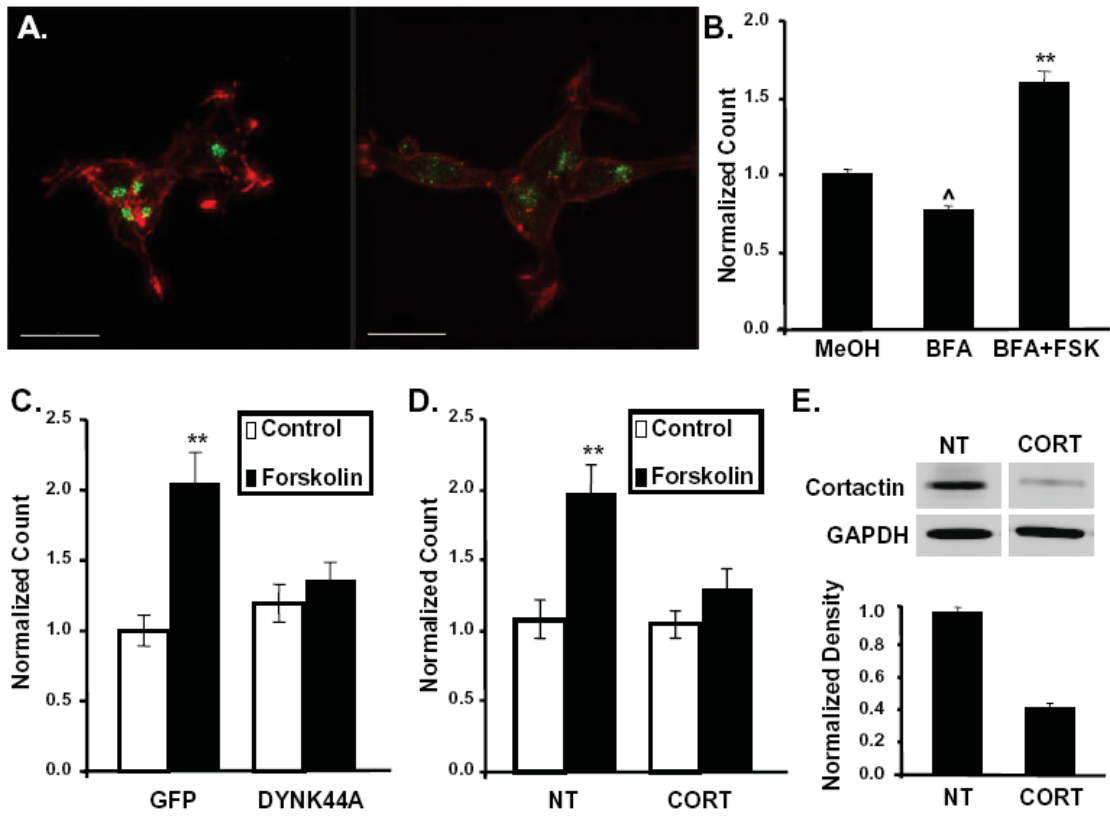 A.
B.
Normalized Count
2.0
1.5
1.0
0.5
0.0
^
**
MeOH BFA BFA+FSK
C.
Normalized Count
2.5
2.0
1.5
1.0
0.5
0.0
**
Control
Forskolin
GFP DYNK44A
D.
Normalized Count
2.5
2.0
1.5
1.0
0.5
0.0
**
Control
Forskolin
NT CORT
E.
NT CORT
Cortactin
GAPDH
Normalized Density
1.0
0.8
0.6
0.4
0.2
0.0
NT CORT